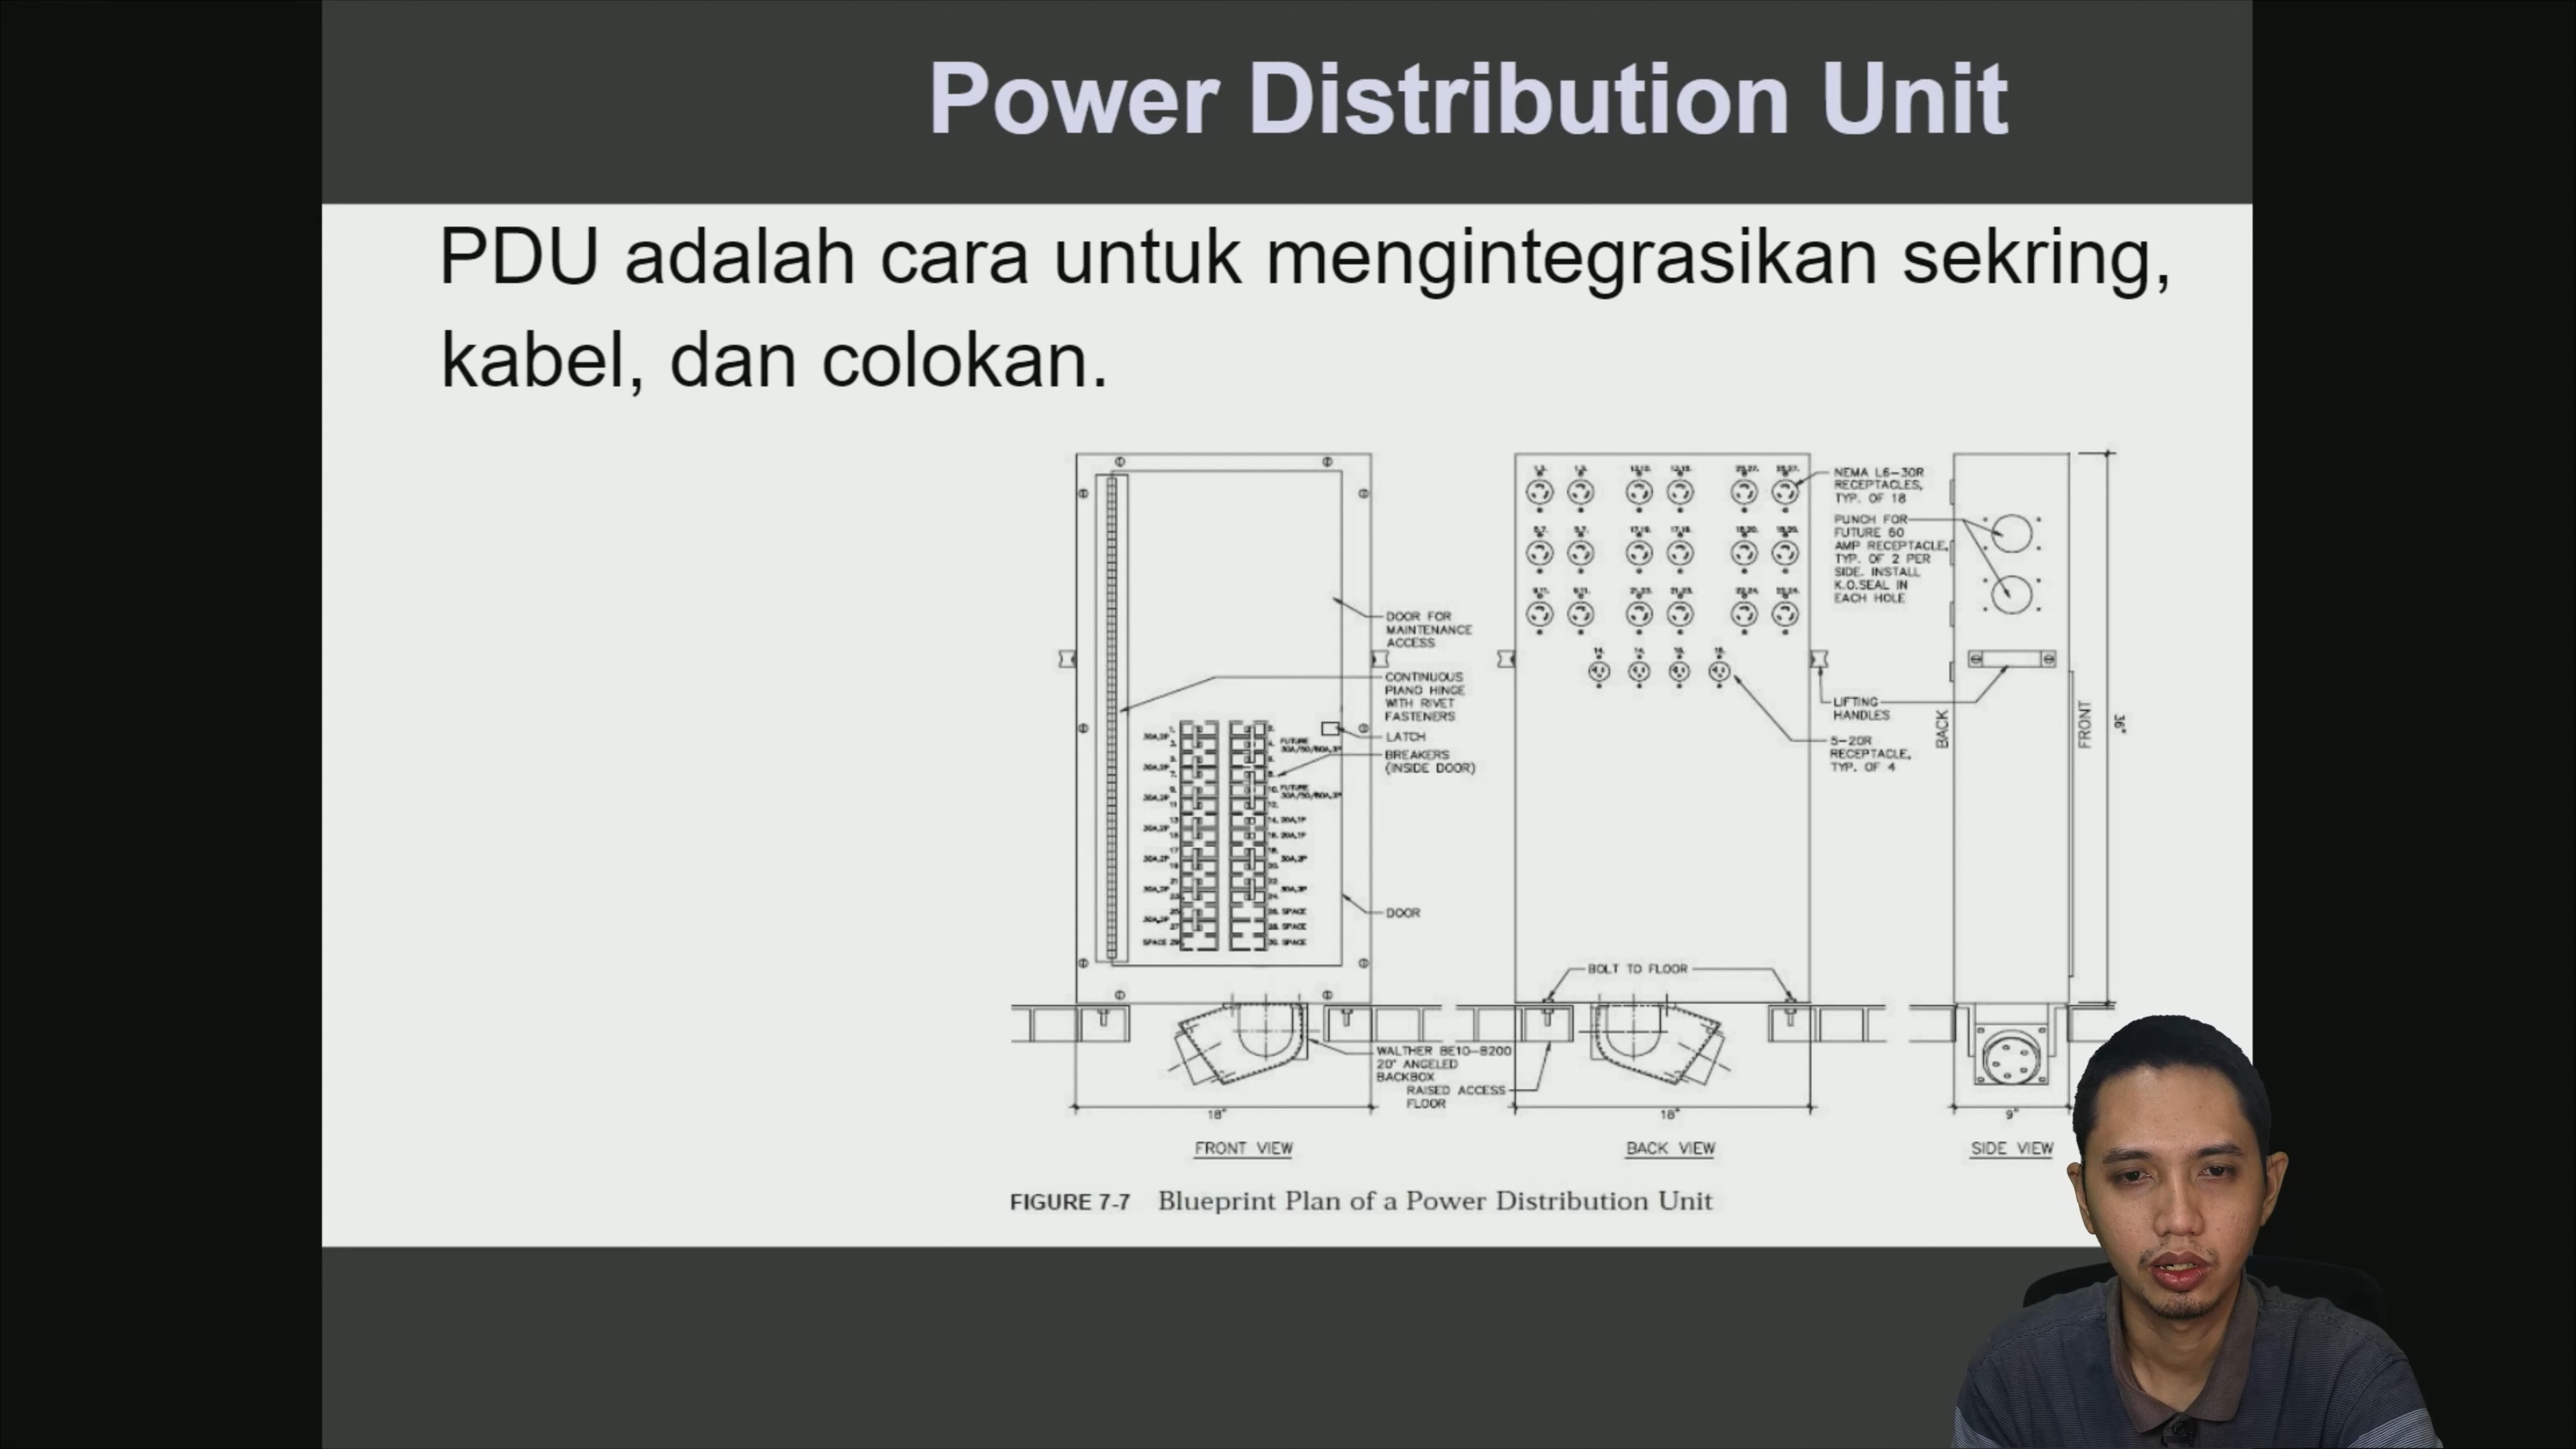 Power Distribution Unit
PDU adalah cara untuk mengintegrasikan sekring,
kabel, dan colokan.
NEMA L6-30R
RECEPTACLES,
TYP. OF 18
PUNCH FOR
FUTURE 60
AMP RECEPTACLE,
TYP. OF 2 PER
SIDE. INSTALL
K.O.SEAL IN
EACH HOLE
DOOR FOR
MAINTENANCE
ACCESS
CONTINUOUS
PIANO HINGE
WITH RIVET
FASTENERS
LATCH
BREAKERS
(INSIDE DOOR)
DOOR
LIFTING
HANDLES
5-20R
RECEPTACLE,
TYP. OF 4
BACK
FRONT
36"
BOLT TO FLOOR
WALTHER BE10-B200
20° ANGELED
BACKBOX
RAISED ACCESS
FLOOR
18"
18"
9"
FRONT VIEW
BACK VIEW
SIDE VIEW
FIGURE 7-7 Blueprint Plan of a Power Distribution Unit